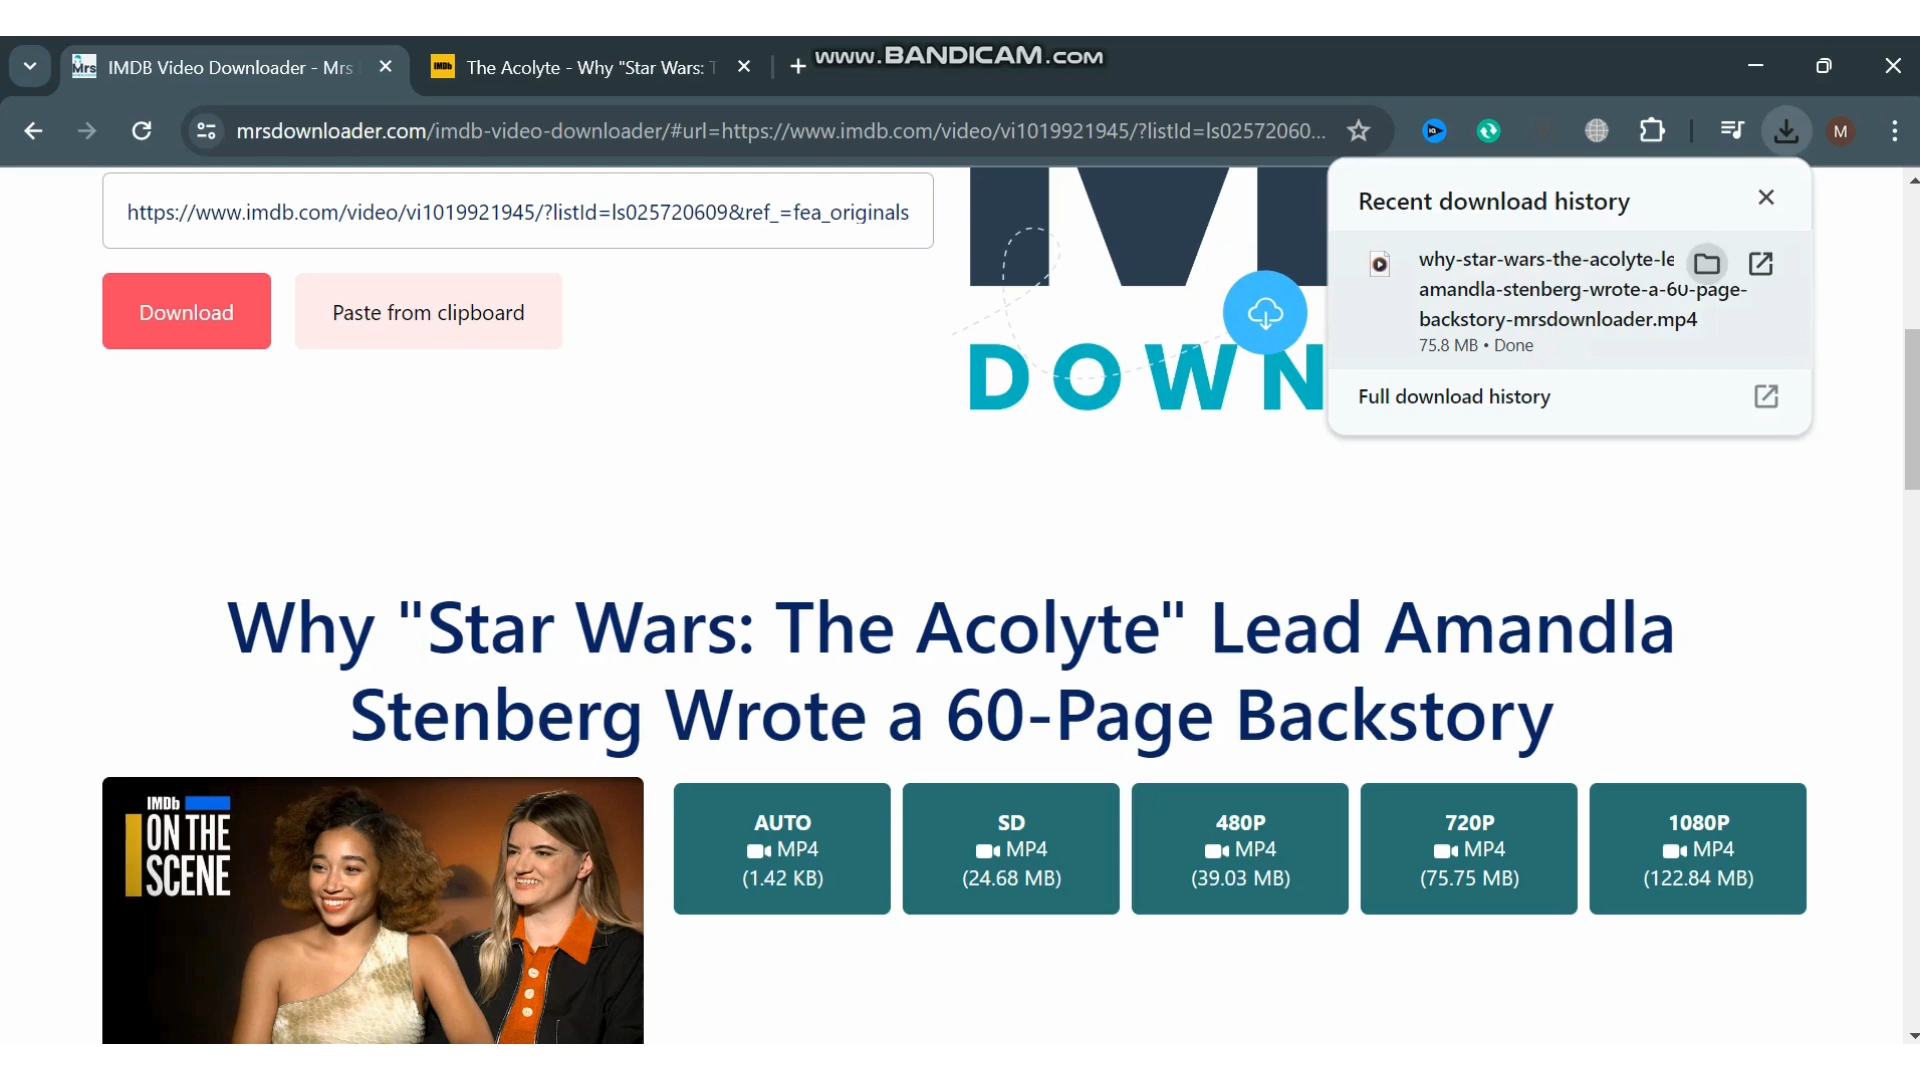 www.BANDICAM.com
Mrs
IMDB Video Downloader - Mrs
IMDb
The Acolyte - Why "Star Wars: T
mrsdownloader.com/imdb-video-downloader/#url=https://www.imdb.com/video/vi1019921945/?listId=ls02572060...
M
https://www.imdb.com/video/vi1019921945/?listId=ls025720609&ref_=fea_originals
Download
Paste from clipboard
DOWN
Recent download history
why-star-wars-the-acolyte-le
amandla-stenberg-wrote-a-60-page-
backstory-mrsdownloader.mp4
75.8 MB • Done
Full download history
Why "Star Wars: The Acolyte" Lead Amandla
Stenberg Wrote a 60-Page Backstory
IMDb
ON THE
SCENE
AUTO
MP4
(1.42 KB)
SD
MP4
(24.68 MB)
480P
MP4
(39.03 MB)
720P
MP4
(75.75 MB)
1080P
MP4
(122.84 MB)